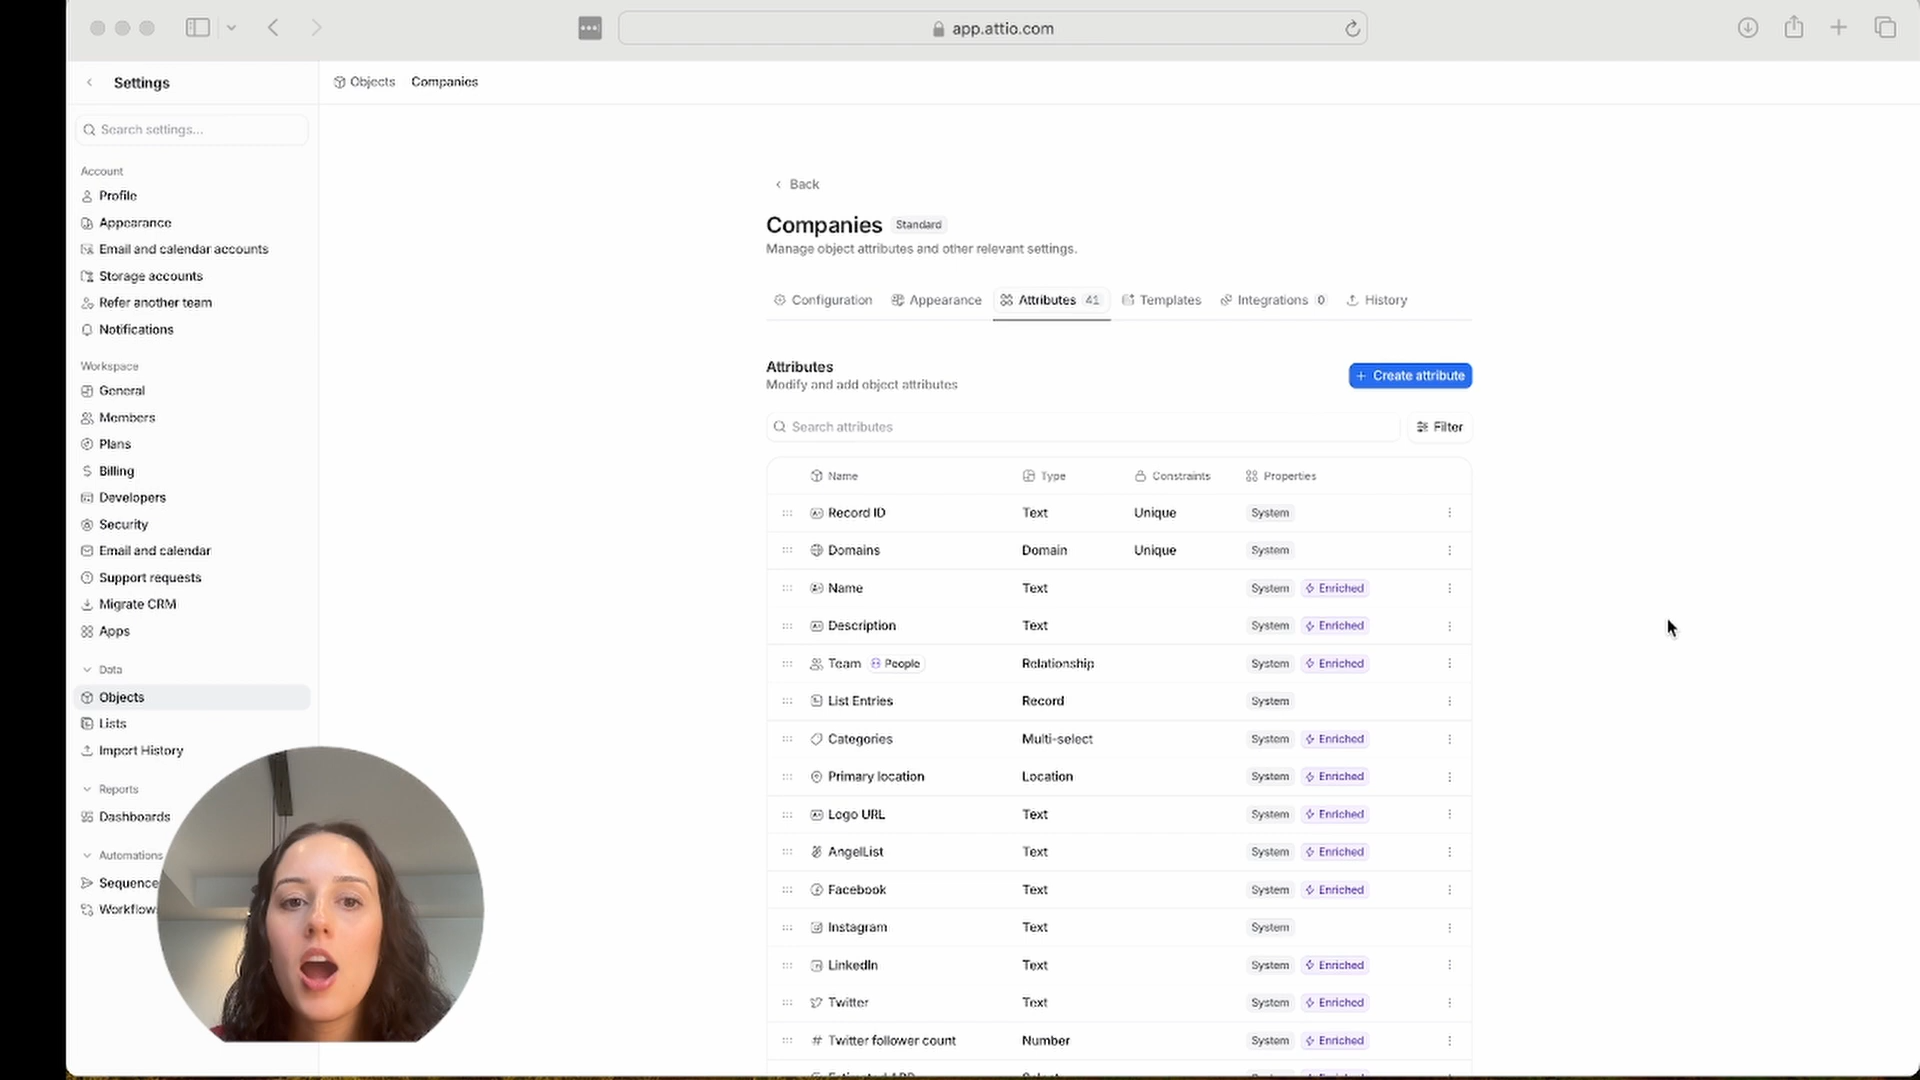 app.attio.com
Settings
Objects Companies
Search settings...
Account
Profile
Appearance
Email and calendar accounts
Storage accounts
Refer another team
Notifications
Workspace
General
Members
Plans
Billing
Developers
Security
Email and calendar
Support requests
Migrate CRM
Apps
Data
Objects
Lists
Import History
Reports
Dashboards
Automations
Sequence
Workflow
Back
Companies Standard
Manage object attributes and other relevant settings.
Configuration Appearance Attributes 41 Templates Integrations 0 History
Attributes
Modify and add object attributes
+ Create attribute
Search attributes Filter
Name Type Constraints Properties
Record ID Text Unique System
Domains Domain Unique System
Name Text System Enriched
Description Text System Enriched
Team People Relationship System Enriched
List Entries Record System
Categories Multi-select System Enriched
Primary location Location System Enriched
Logo URL Text System Enriched
AngelList Text System Enriched
Facebook Text System Enriched
Instagram Text System
LinkedIn Text System Enriched
Twitter Text System Enriched
# Twitter follower count Number System Enriched